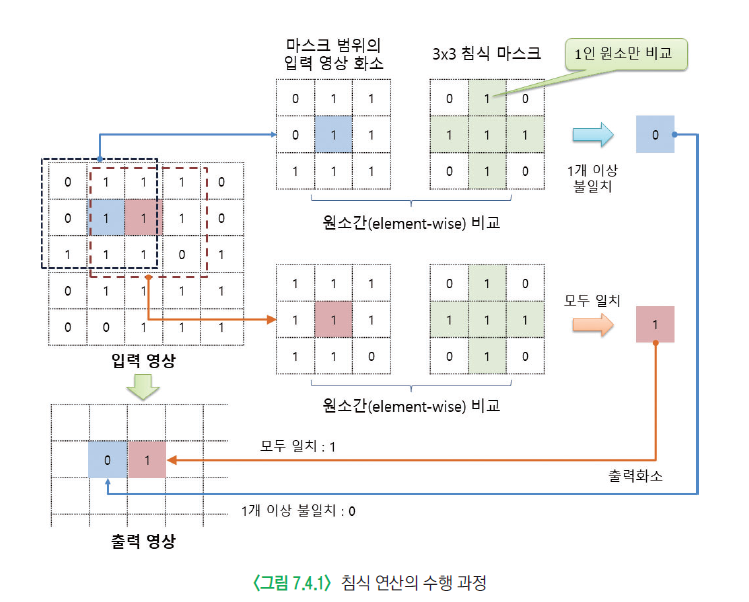 마스크 범위의
입력 영상 화소
3x3 침식 마스크
1인 원소만 비교
0 1 1
0 1 1
1 1 1
0 1 0
1 1 1
0 1 0
0
1개 이상
불일치
원소간(element-wise) 비교
0 1 1 1 0
0 1 1 1 0
1 1 1 0 1
0 1 1 1 1
0 0 1 1 1
입력 영상
1 1 1
1 1 1
1 1 0
0 1 0
1 1 1
0 1 0
모두 일치
1
원소간(element-wise) 비교
0 1
모두 일치 : 1
출력화소
1개 이상 불일치 : 0
출력 영상
〈그림 7.4.1〉 침식 연산의 수행 과정